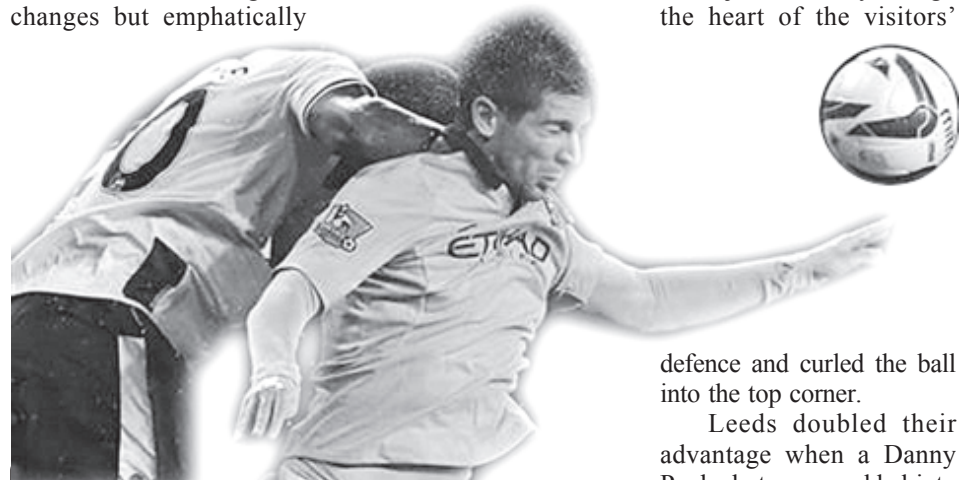 changes but emphatically
the heart of the visitors’
defence and curled the ball
into the top corner.
Leeds doubled their
advantage when a Danny
ETIHAD